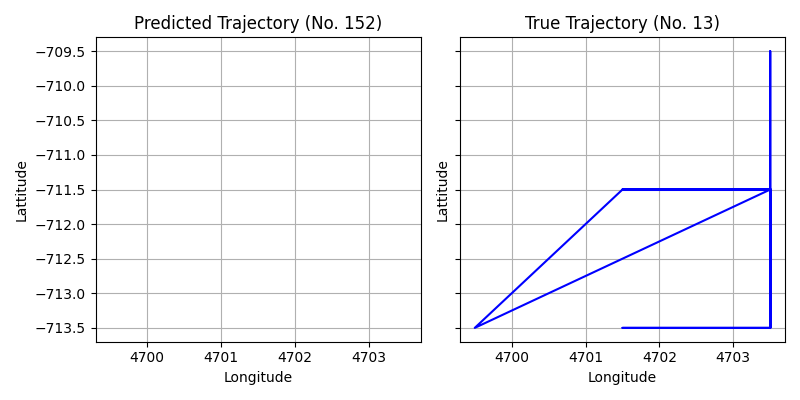 Predicted Trajectory (No. 152)
True Trajectory (No. 13)
−709.5
−710.0
−710.5
−711.0
−711.5
−712.0
−712.5
−713.0
−713.5
Lattitude
Lattitude
4700 4701 4702 4703
4700 4701 4702 4703
Longitude
Longitude